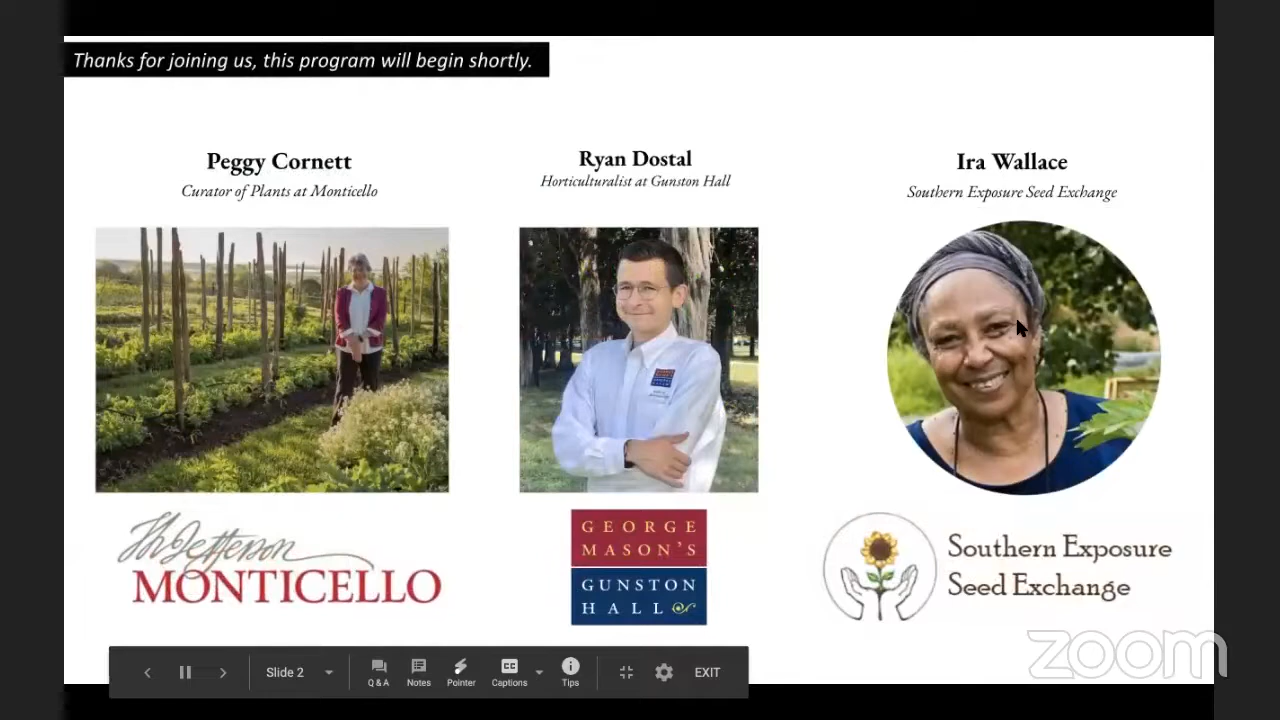 Thanks for joining us, this program will begin shortly.
Peggy Cornett
Curator of Plants at Monticello
Ryan Dostal
Horticulturalist at Gunston Hall
Ira Wallace
Southern Exposure Seed Exchange
Th Jefferson
MONTICELLO
GEORGE
MASON'S
GUNSTON
HALL
Southern Exposure
Seed Exchange
Slide 2
Q & A
Notes
Pointer
CC
Captions
Tips
EXIT
zoom